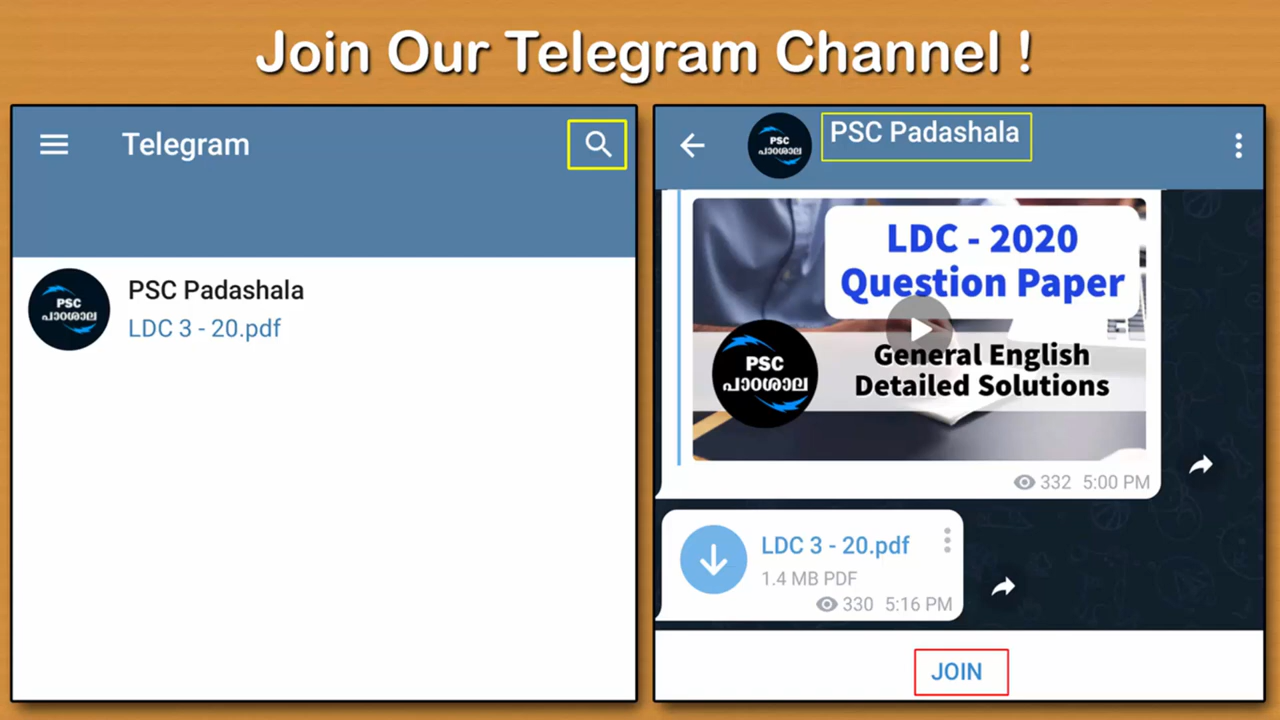 Join Our Telegram Channel !
Telegram
PSC
പാഠശാല
PSC Padashala
LDC 3 - 20.pdf
PSC
പാഠശാല
PSC Padashala
LDC - 2020
Question Paper
PSC
പാഠശാല
General English
Detailed Solutions
332 5:00 PM
LDC 3 - 20.pdf
1.4 MB PDF
330 5:16 PM
JOIN